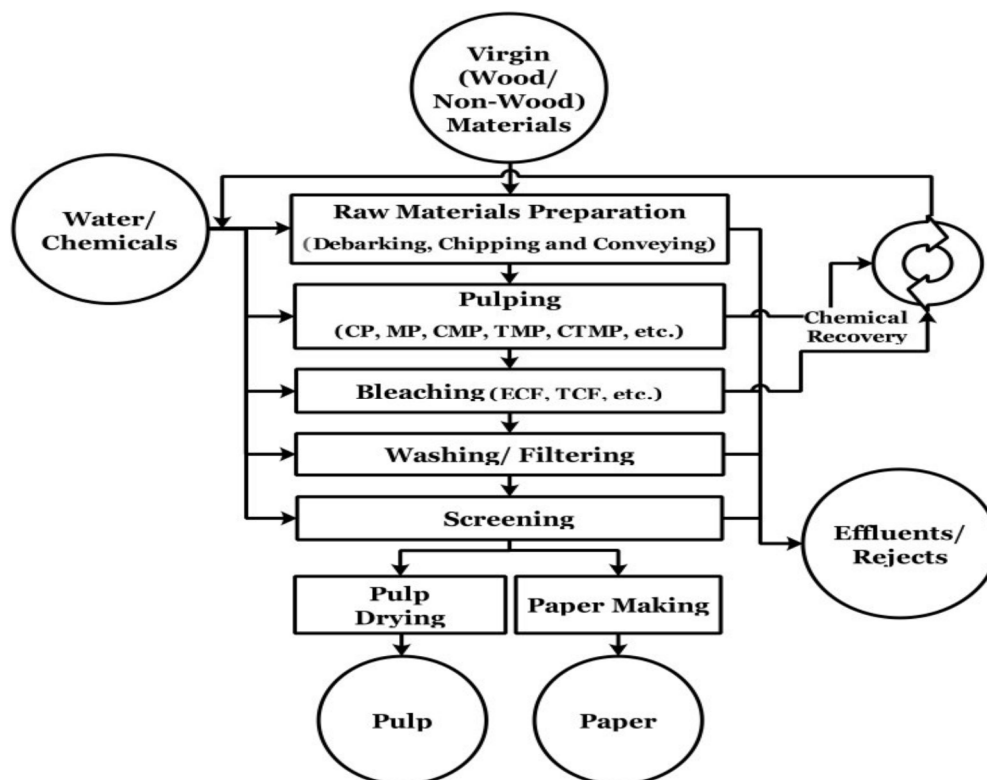 Virgin
(Wood/
Non-Wood)
Materials
Water/
Chemicals
Raw Materials Preparation
(Debarking, Chipping and Conveying)
Pulping
(CP, MP, CMP, TMP, CTMP, etc.)
Chemical
Recovery
Bleaching (ECF, TCF, etc.)
Washing/ Filtering
Screening
Effluents/
Rejects
Pulp
Drying
Paper Making
Pulp
Paper